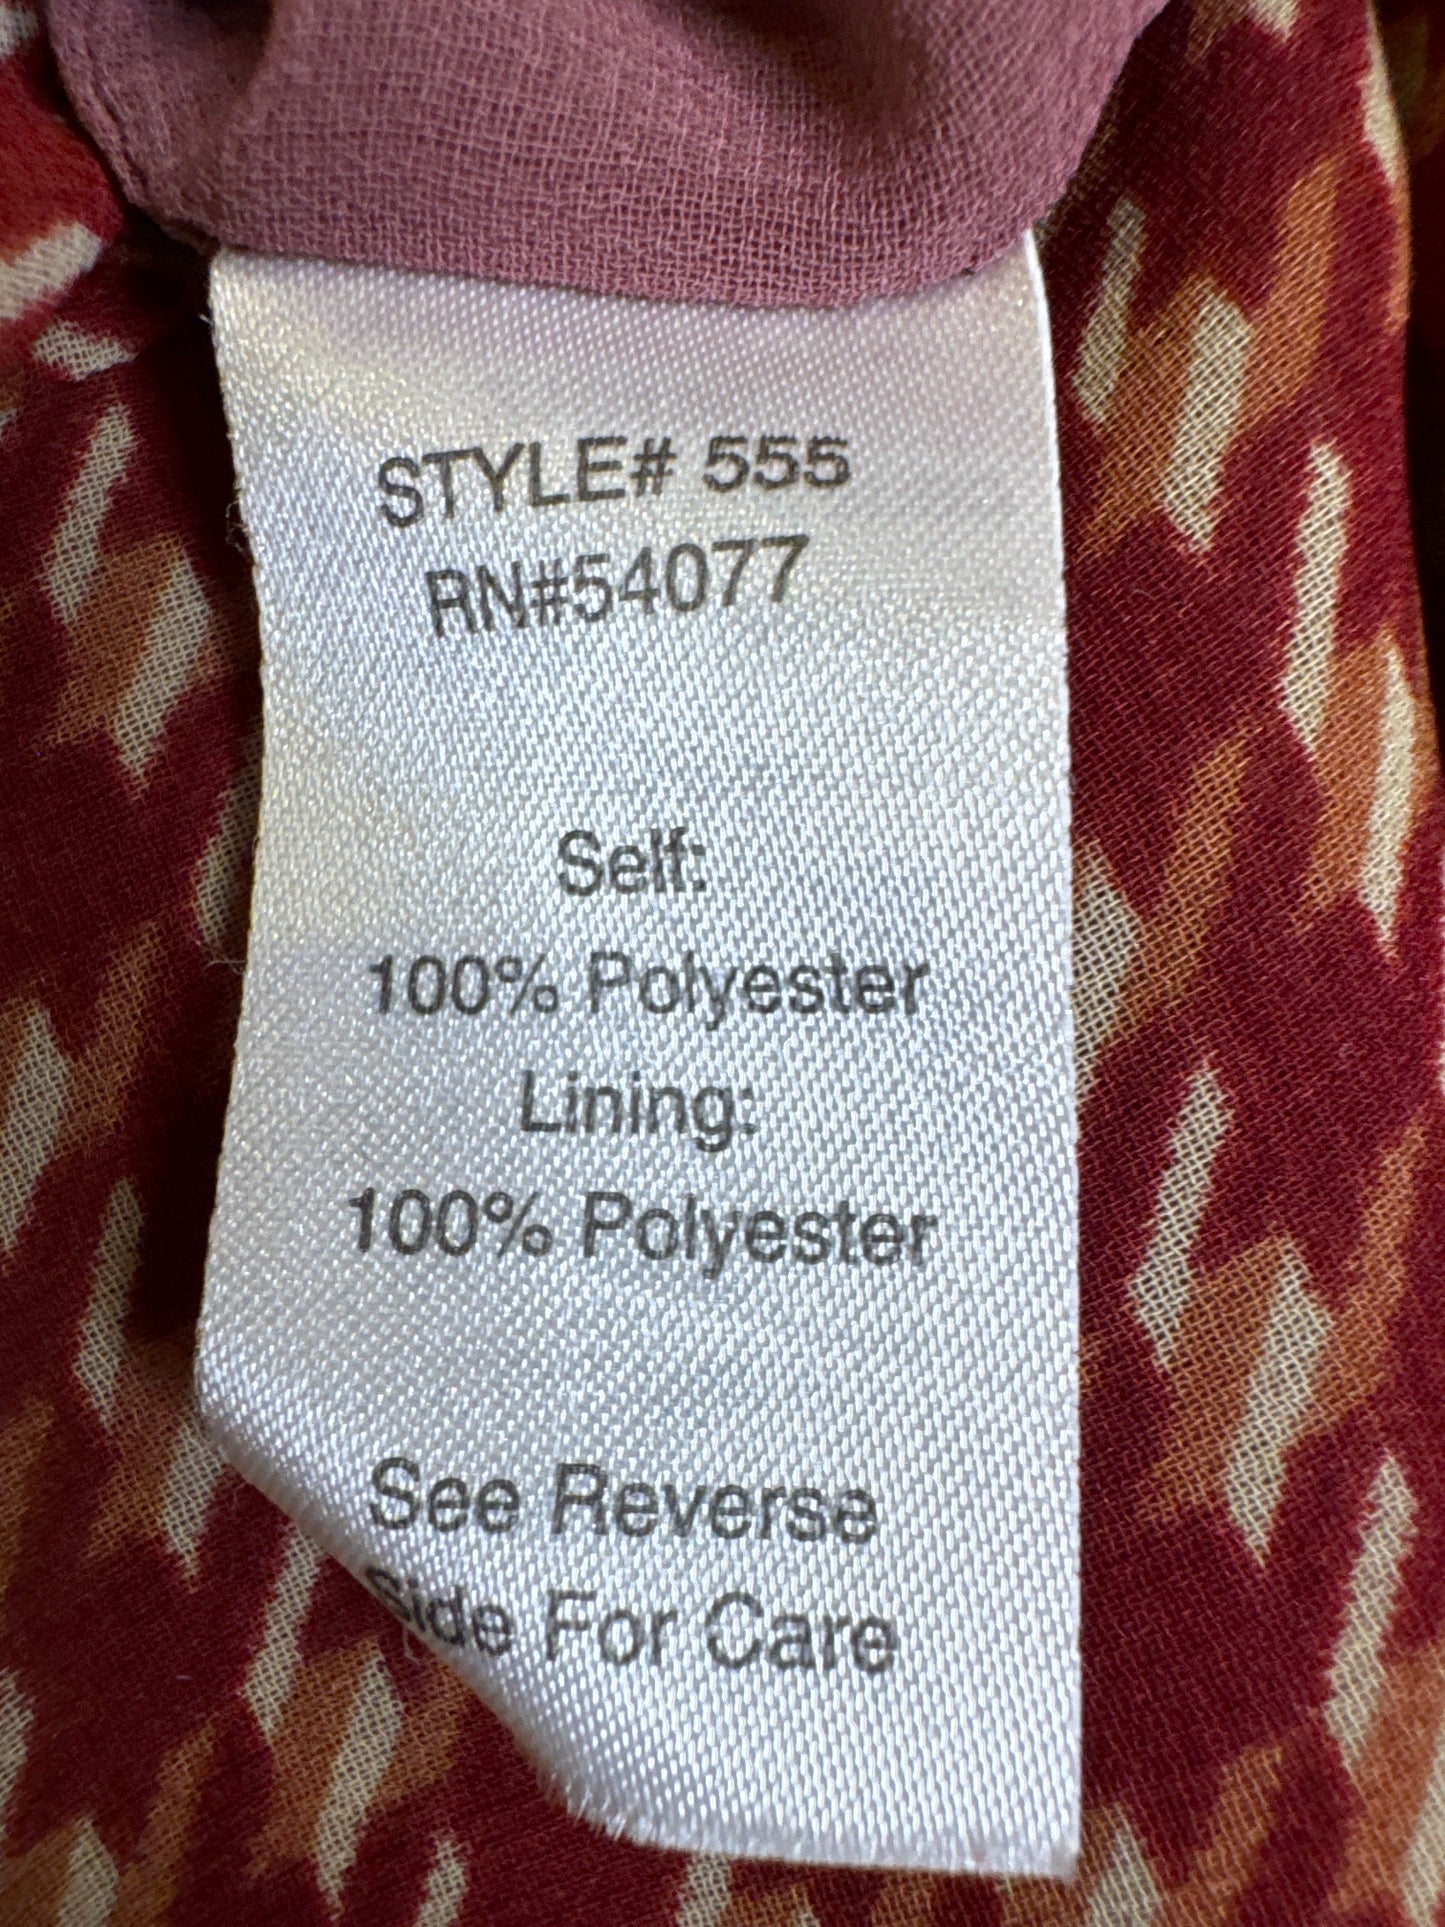 STYLE# 555
RN#54077
Self:
100% Polyester
Lining:
100% Polyester
See Reverse
Side For Care